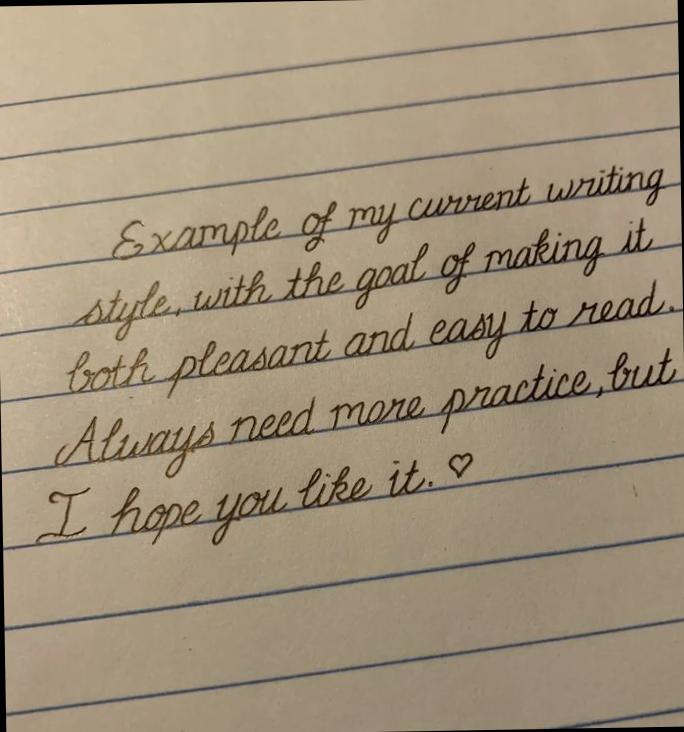 Example of my current writing
style, with the goal of making it
both pleasant and easy to read.
Always need more practice, but
I hope you like it. ♡